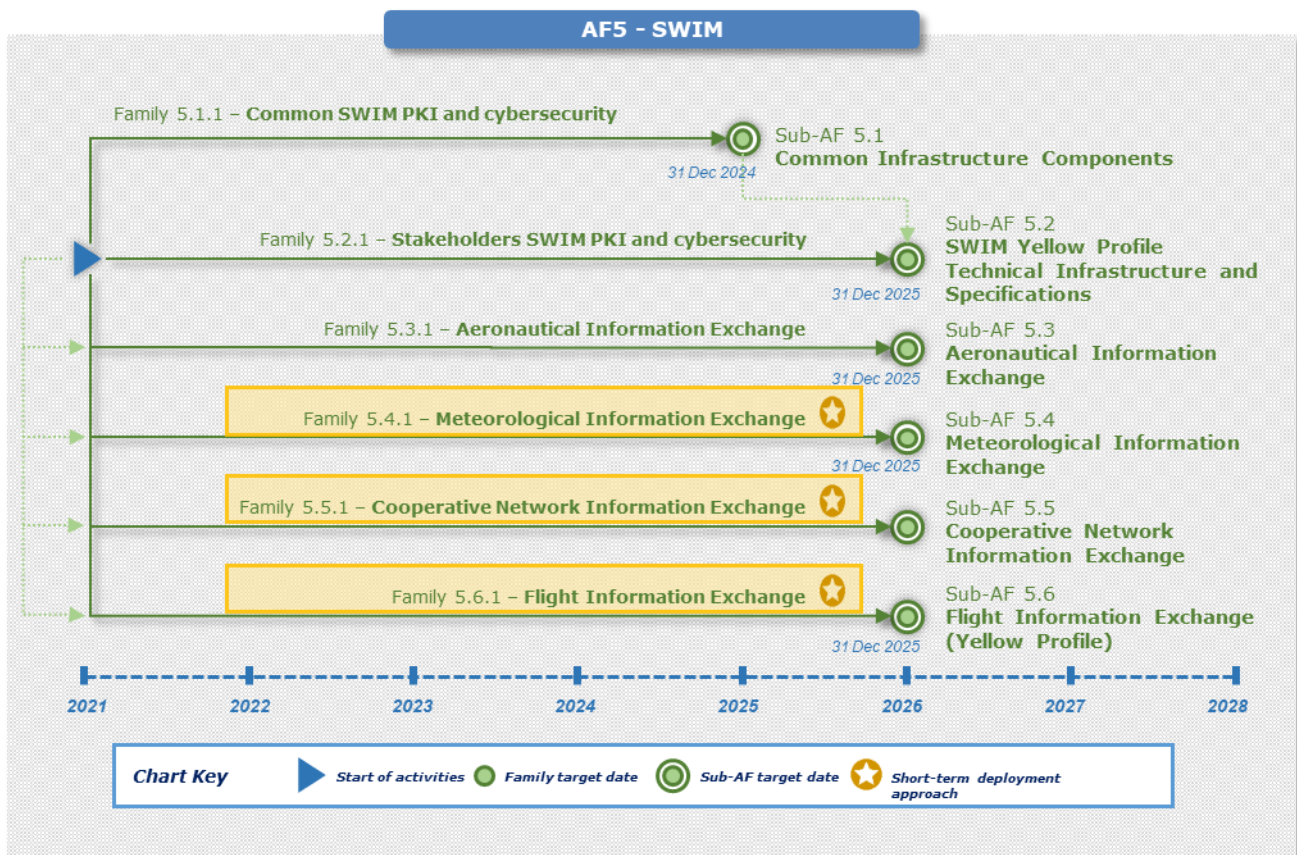 AF5 - SWIM
Family 5.1.1 – Common SWIM PKI and cybersecurity
Sub-AF 5.1
Common Infrastructure Components
31 Dec 2024
Family 5.2.1 – Stakeholders SWIM PKI and cybersecurity
Sub-AF 5.2
SWIM Yellow Profile
Technical Infrastructure and
Specifications
31 Dec 2025
Family 5.3.1 – Aeronautical Information Exchange
Sub-AF 5.3
Aeronautical Information
Exchange
31 Dec 2025
Family 5.4.1 – Meteorological Information Exchange
Sub-AF 5.4
Meteorological Information
Exchange
31 Dec 2025
Family 5.5.1 – Cooperative Network Information Exchange
Sub-AF 5.5
Cooperative Network
Information Exchange
Family 5.6.1 – Flight Information Exchange
Sub-AF 5.6
Flight Information Exchange
(Yellow Profile)
31 Dec 2025
2021
2022
2023
2024
2025
2026
2027
2028
Chart Key
Start of activities
Family target date
Sub-AF target date
Short-term deployment
approach